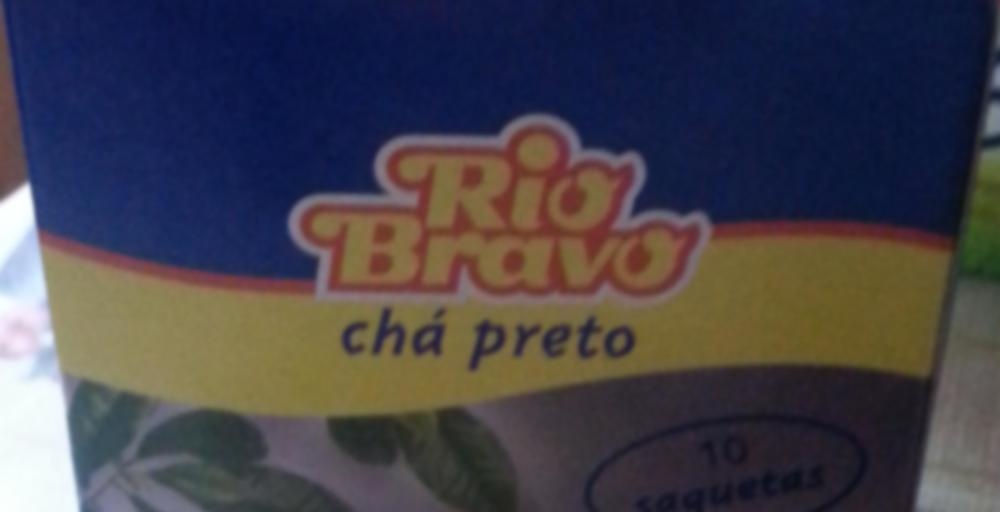 Rio
Bravo
chá preto
10
saquetas